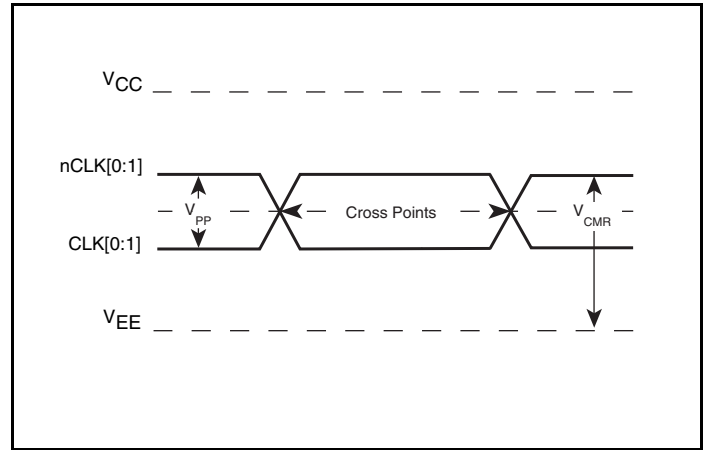 VCC
nCLK[0:1]
VPP
Cross Points
VCMR
CLK[0:1]
VEE